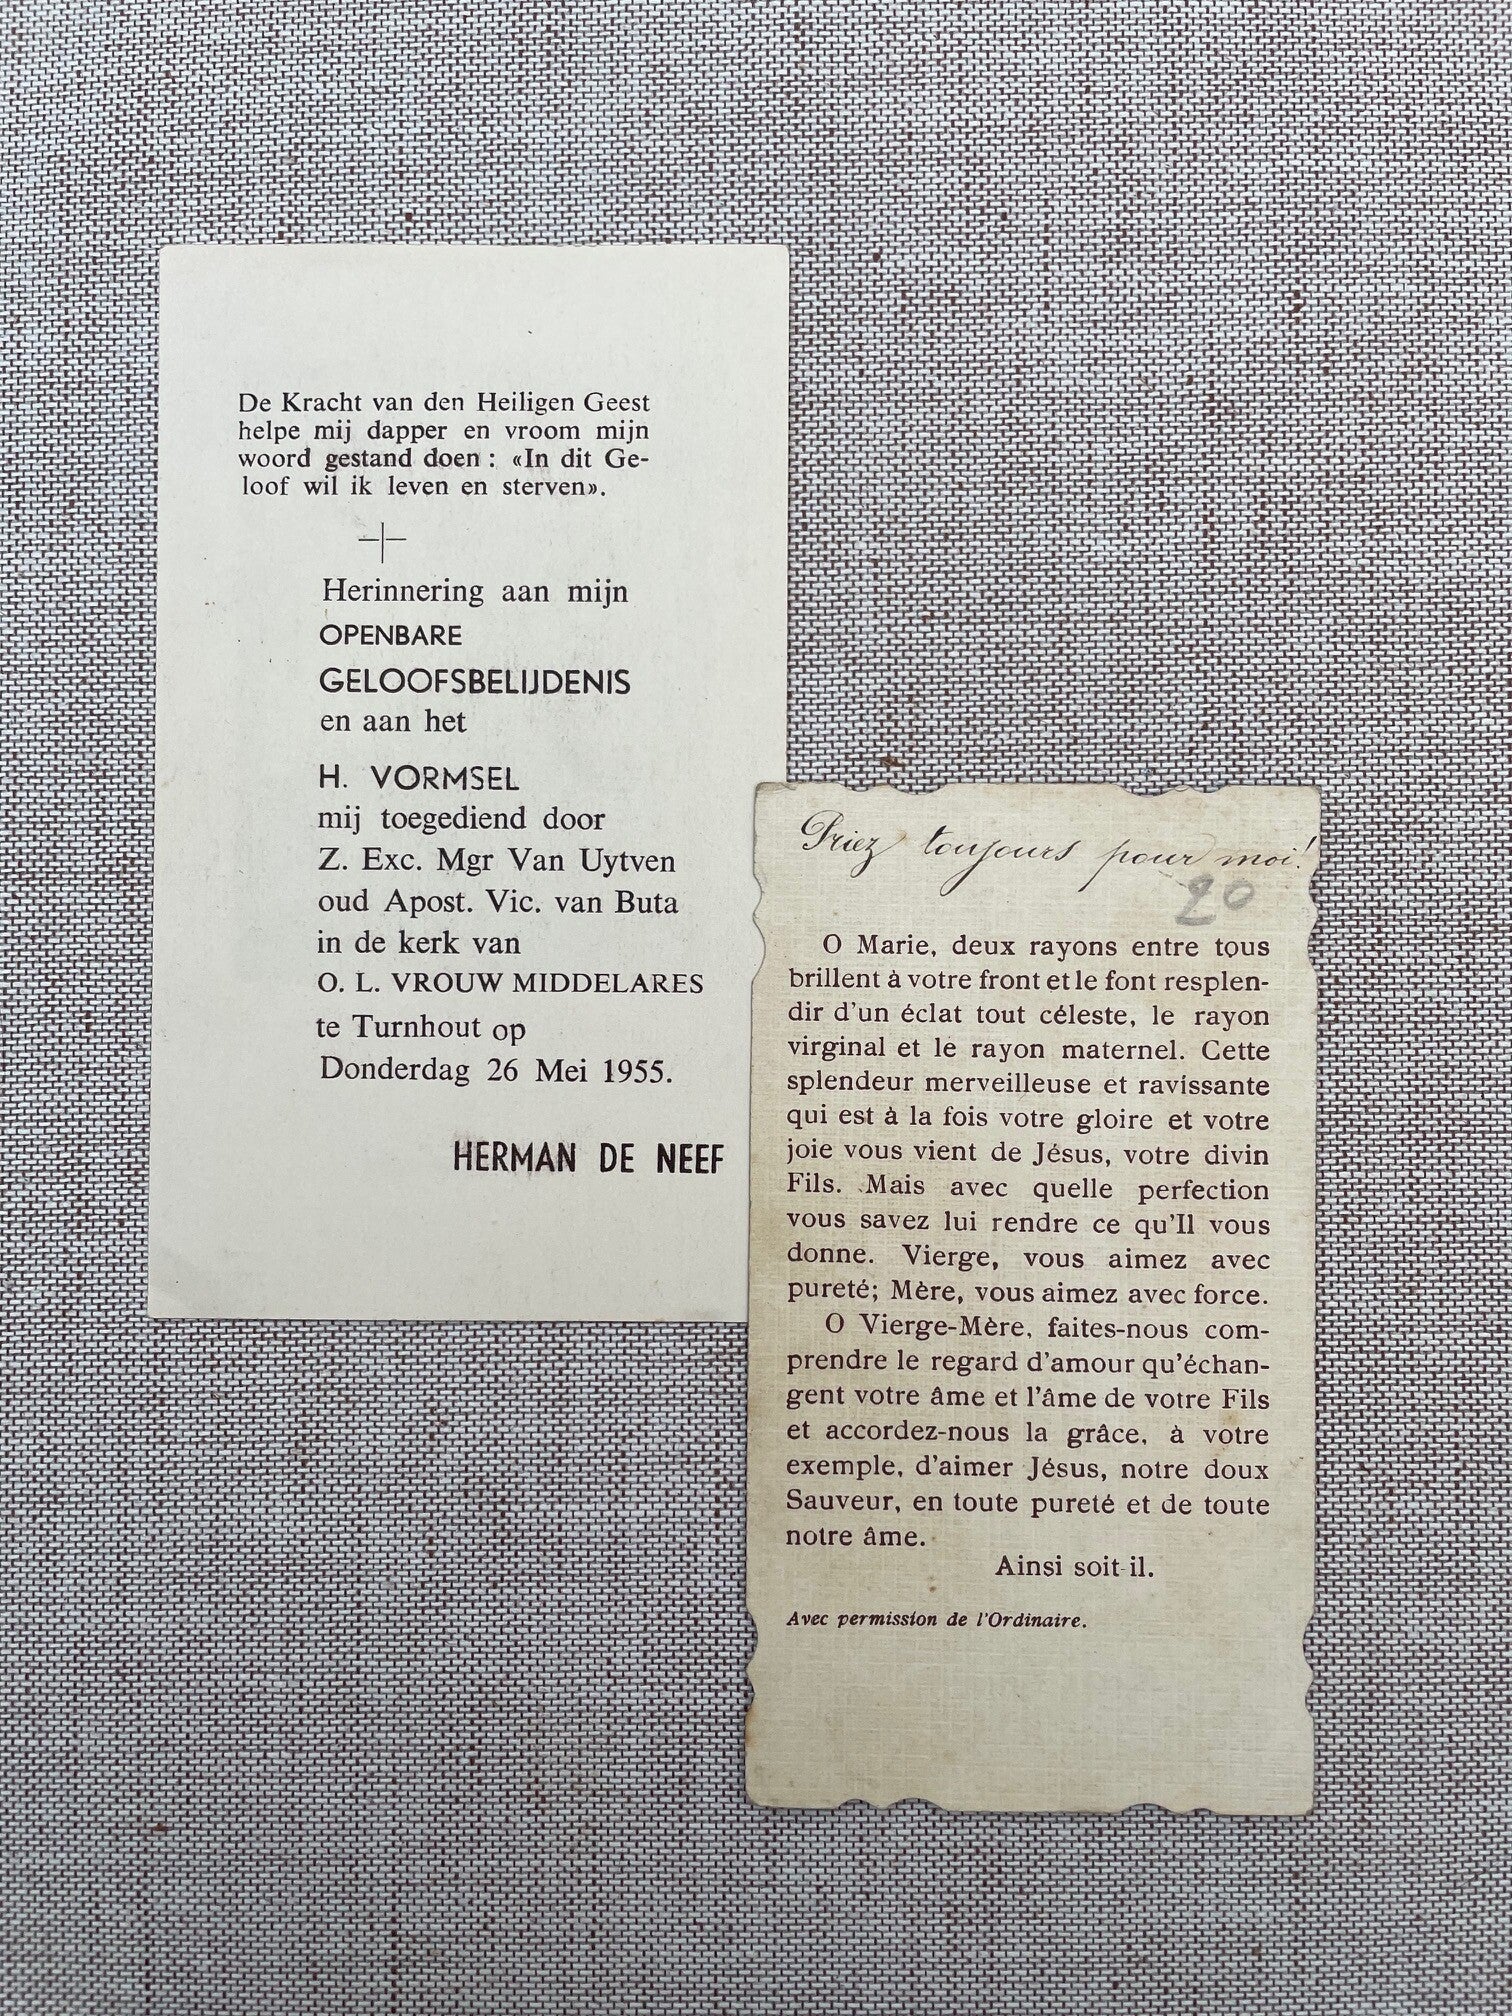 De Kracht van den Heiligen Geest
helpe mij dapper en vroom mijn
woord gestand doen : «In dit Ge-
loof wil ik leven en sterven».
Herinnering aan mijn
OPENBARE
GELOOFSBELIJDENIS
en aan het
H. VORMSEL
mij toegediend door
Z. Exc. Mgr Van Uytven
oud Apost. Vic. van Buta
in de kerk van
O. L. VROUW MIDDELARES
te Turnhout op
Donderdag 26 Mei 1955.
HERMAN DE NEEF
Priez toujours pour moi!
20
O Marie, deux rayons entre tous
brillent à votre front et le font resplen-
dir d'un éclat tout céleste, le rayon
virginal et le rayon maternel. Cette
splendeur merveilleuse et ravissante
qui est à la fois votre gloire et votre
joie vous vient de Jésus, votre divin
Fils. Mais avec quelle perfection
vous savez lui rendre ce qu'Il vous
donne. Vierge, vous aimez avec
pureté; Mère, vous aimez avec force.
O Vierge-Mère, faites-nous com-
prendre le regard d'amour qu'échan-
gent votre âme et l'âme de votre Fils
et accordez-nous la grâce, à votre
exemple, d'aimer Jésus, notre doux
Sauveur, en toute pureté et de toute
notre âme.
Ainsi soit-il.
Avec permission de l'Ordinaire.